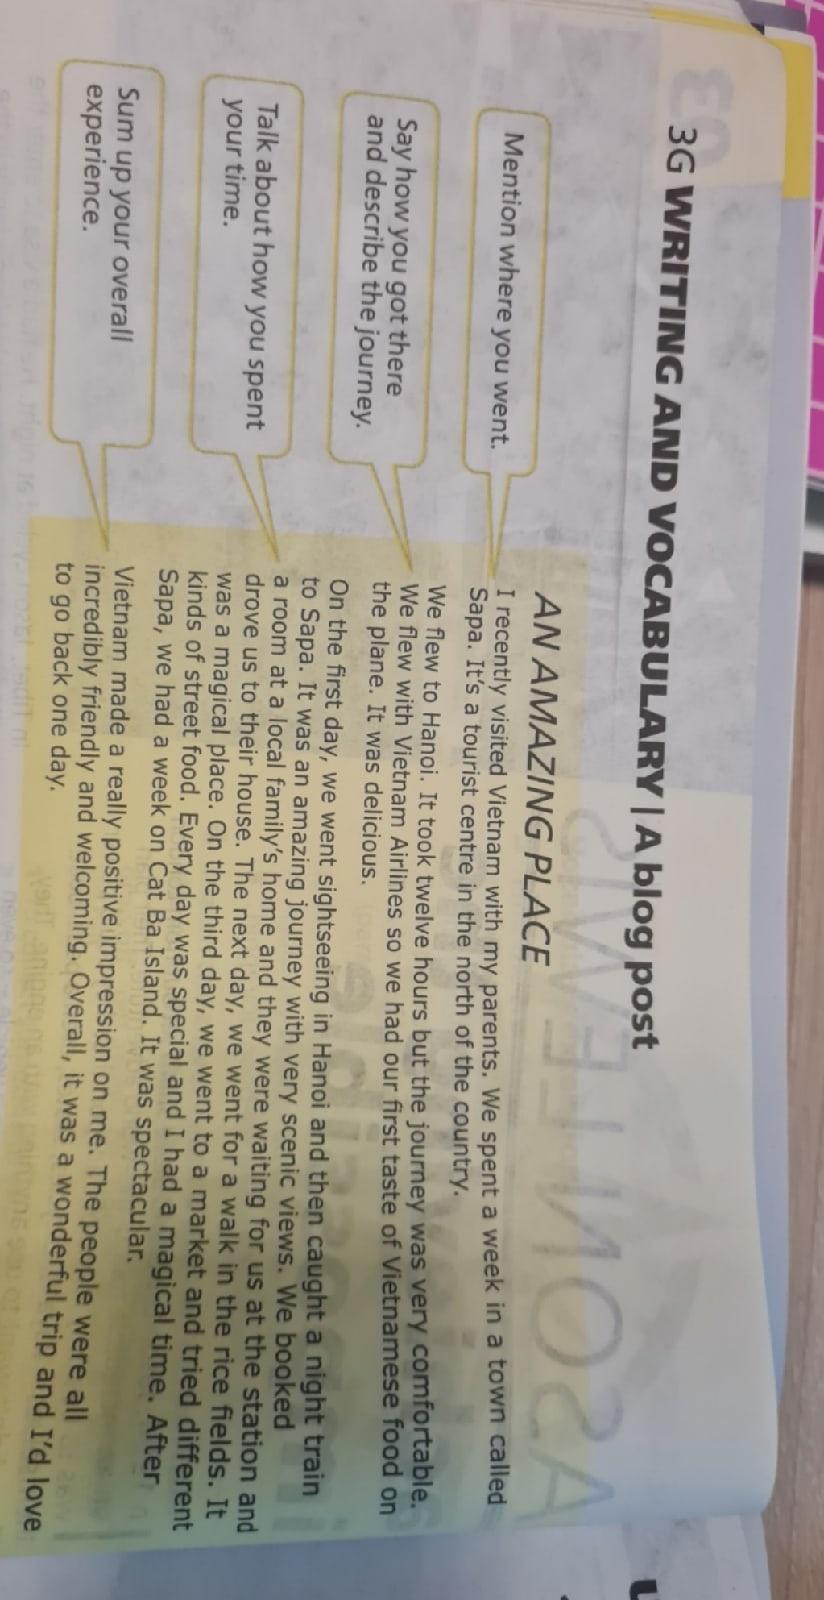 3G WRITING AND VOCABULARY | A blog post
Mention where you went.
Say how you got there
and describe the journey.
Talk about how you spent
your time.
Sum up your overall
experience.
AN AMAZING PLACE
I recently visited Vietnam with my parents. We spent a week in a town called
Sapa. It's a tourist centre in the north of the country.
We flew to Hanoi. It took twelve hours but the journey was very comfortable.
We flew with Vietnam Airlines so we had our first taste of Vietnamese food on
the plane. It was delicious.
On the first day, we went sightseeing in Hanoi and then caught a night train
to Sapa. It was an amazing journey with very scenic views. We booked
a room at a local family's home and they were waiting for us at the station and
drove us to their house. The next day, we went for a walk in the rice fields. It
was a magical place. On the third day, we went to a market and tried different
kinds of street food. Every day was special and I had a magical time. After
Sapa, we had a week on Cat Ba Island. It was spectacular.
Vietnam made a really positive impression on me. The people were all
incredibly friendly and welcoming. Overall, it was a wonderful trip and I'd love
to go back one day.